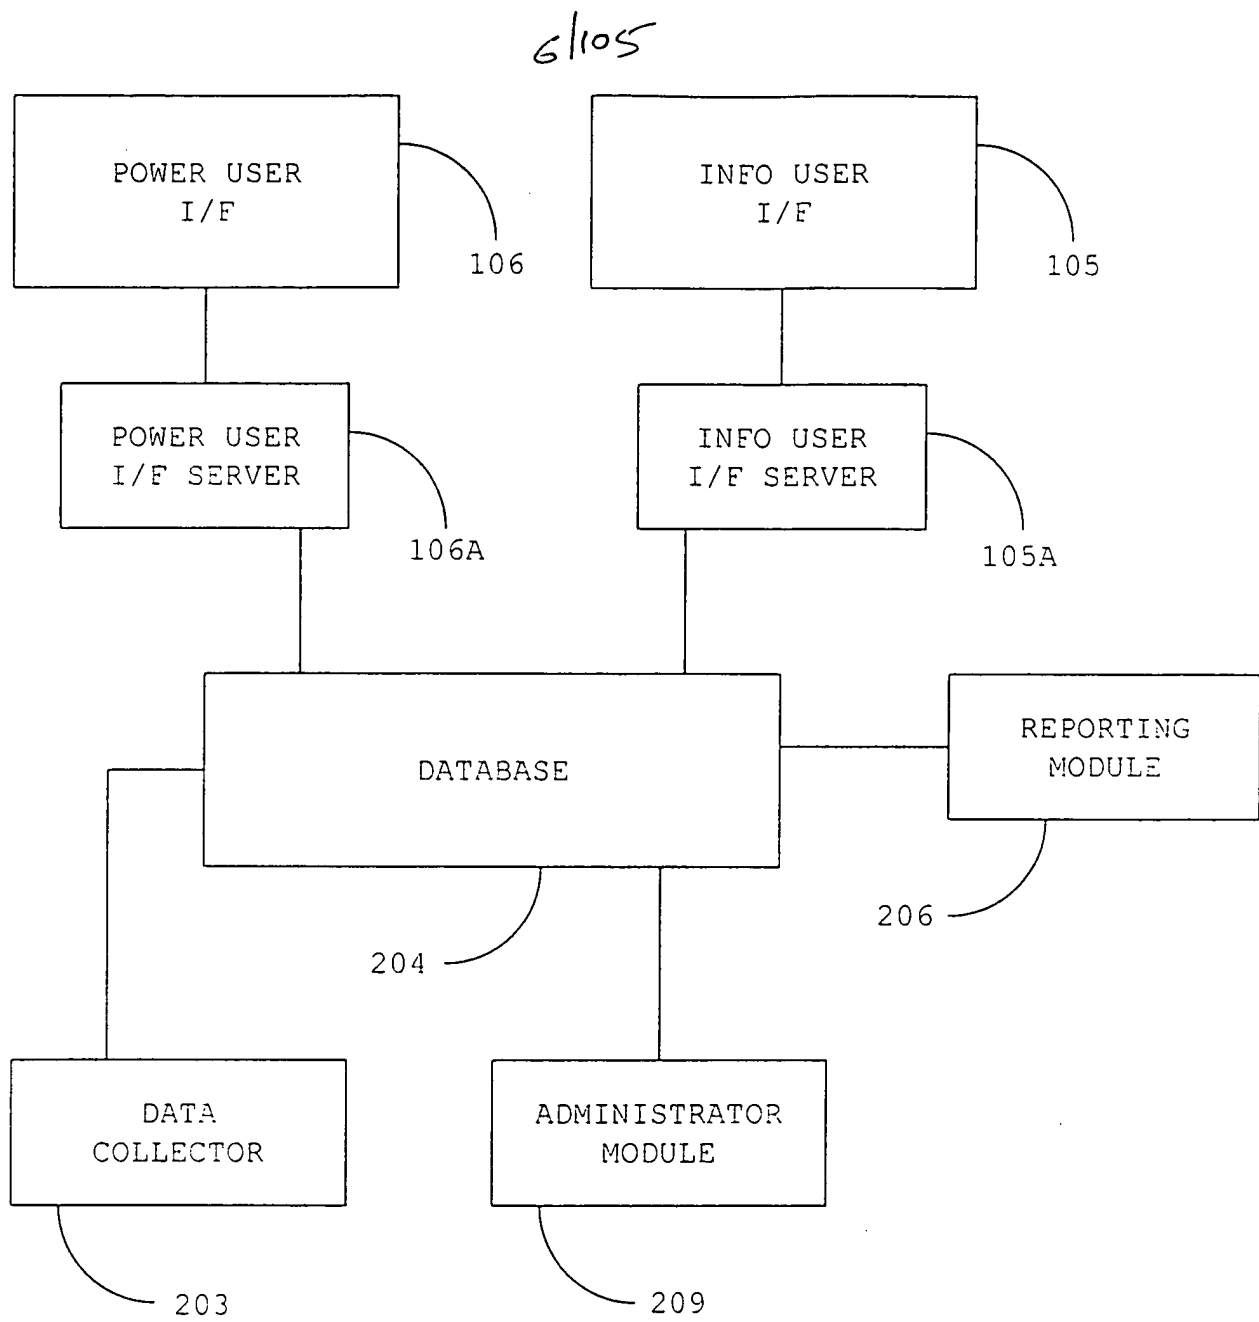 6/105
POWER USER
I/F
106
INFO USER
I/F
105
POWER USER
I/F SERVER
106A
INFO USER
I/F SERVER
105A
DATABASE
204
REPORTING
MODULE
206
DATA
COLLECTOR
203
ADMINISTRATOR
MODULE
209